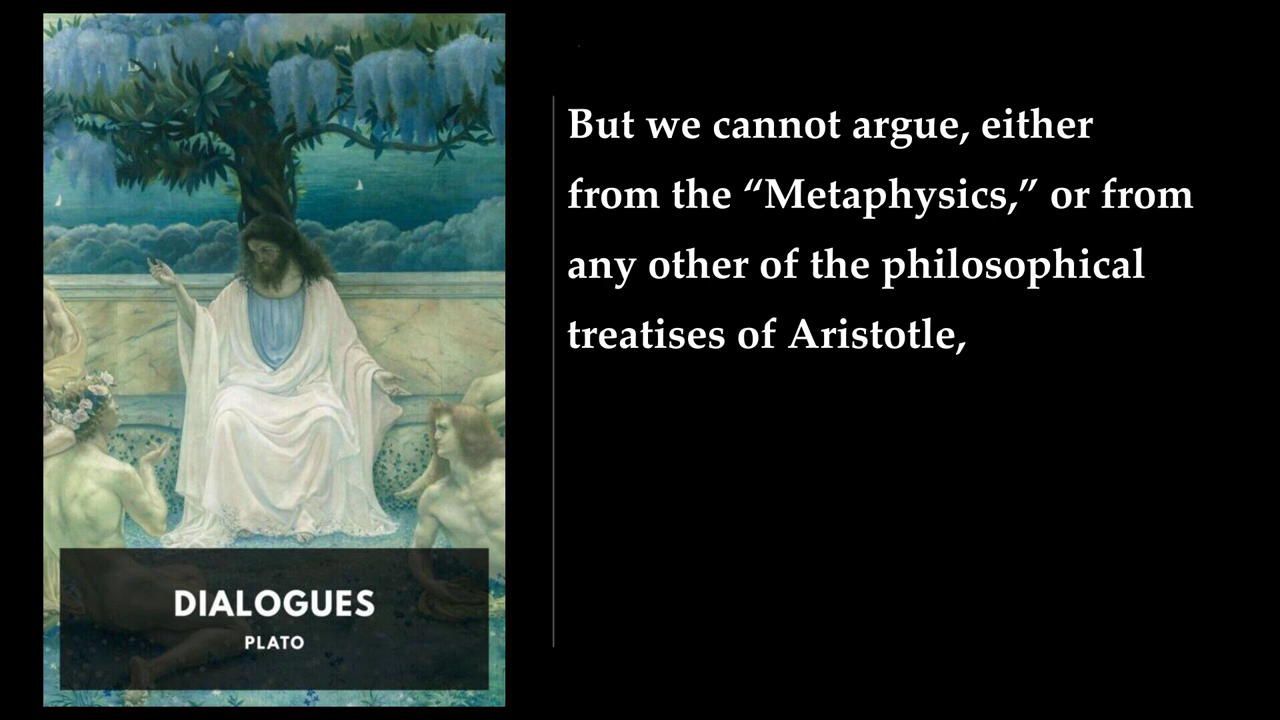 But we cannot argue, either
from the “Metaphysics,” or from
any other of the philosophical
treatises of Aristotle,
DIALOGUES
PLATO